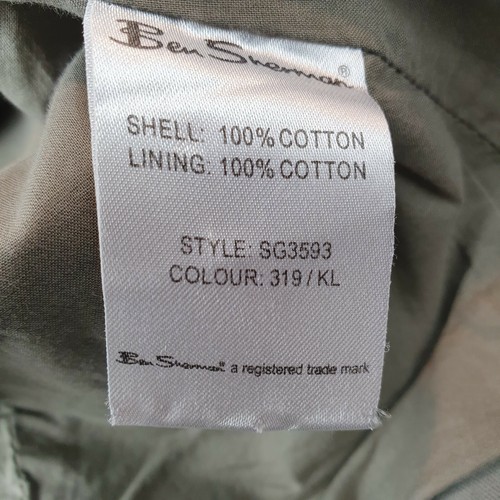 Ben Sherman®
SHELL: 100% COTTON
LINING: 100% COTTON
STYLE: SG3593
COLOUR: 319 / KL
Ben Sherman® a registered trade mark